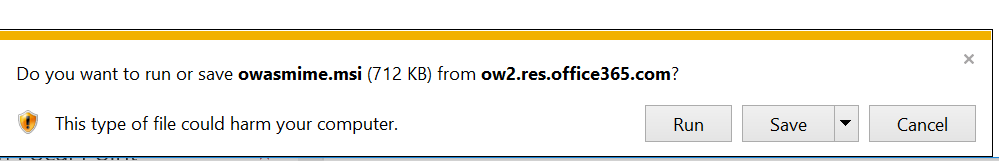 Do you want to run or save owasmime.msi (712 KB) from ow2.res.office365.com?
This type of file could harm your computer.
Run
Save
Cancel